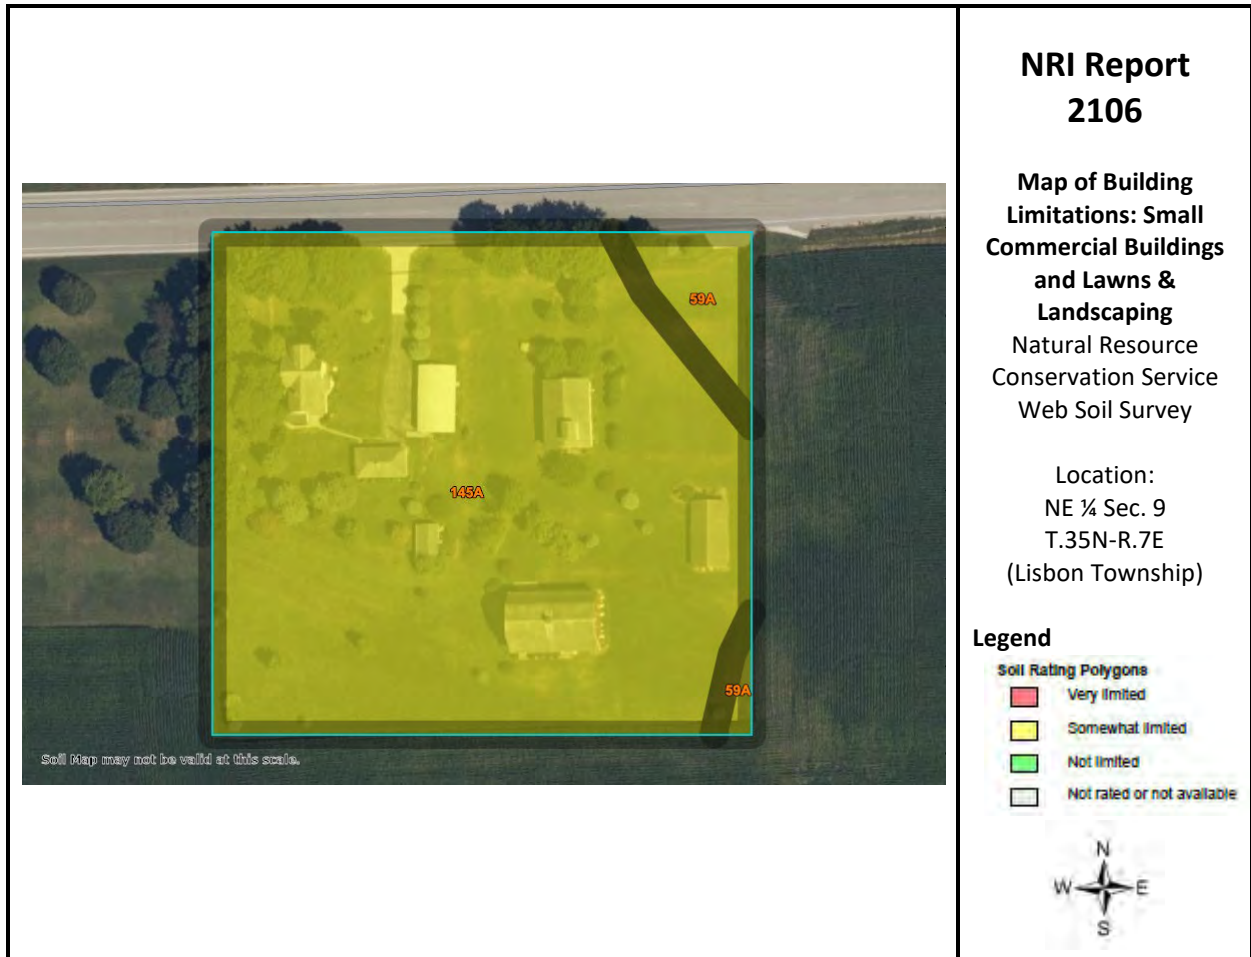 59A
145A
59A
Soil Map may not be valid at this scale.
NRI Report
2106
Map of Building
Limitations: Small
Commercial Buildings
and Lawns &
Landscaping
Natural Resource
Conservation Service
Web Soil Survey
Location:
NE ¼ Sec. 9
T.35N-R.7E
(Lisbon Township)
Legend
Soil Rating Polygons
Very limited
Somewhat limited
Not limited
Not rated or not available
N
W E
S